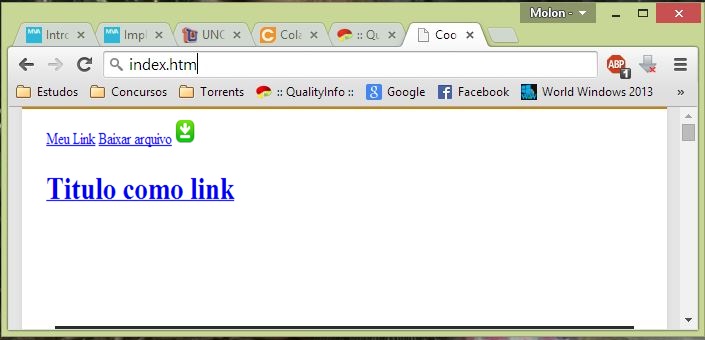 Molon -
Intro Impl UNC Cola :: Qu Coo
index.htm
ABP 1
Estudos Concursos Torrents :: QualityInfo :: Google Facebook World Windows 2013 »
Meu Link Baixar arquivo
Titulo como link